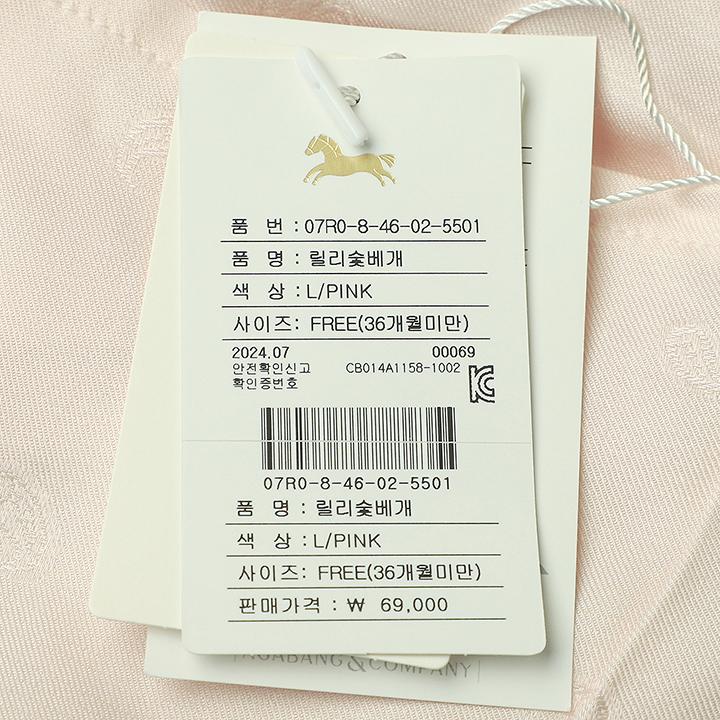 품 번 : 07R0-8-46-02-5501
품 명 : 릴리숯베개
색 상 : L/PINK
사이즈: FREE(36개월미만)
2024.07 00069
안전확인신고 CB014A1158-1002
확인증번호
07R0-8-46-02-5501
품 명 : 릴리숯베개
색 상 : L/PINK
사이즈: FREE(36개월미만)
판매가격 : ₩ 69,000
&COMPANY